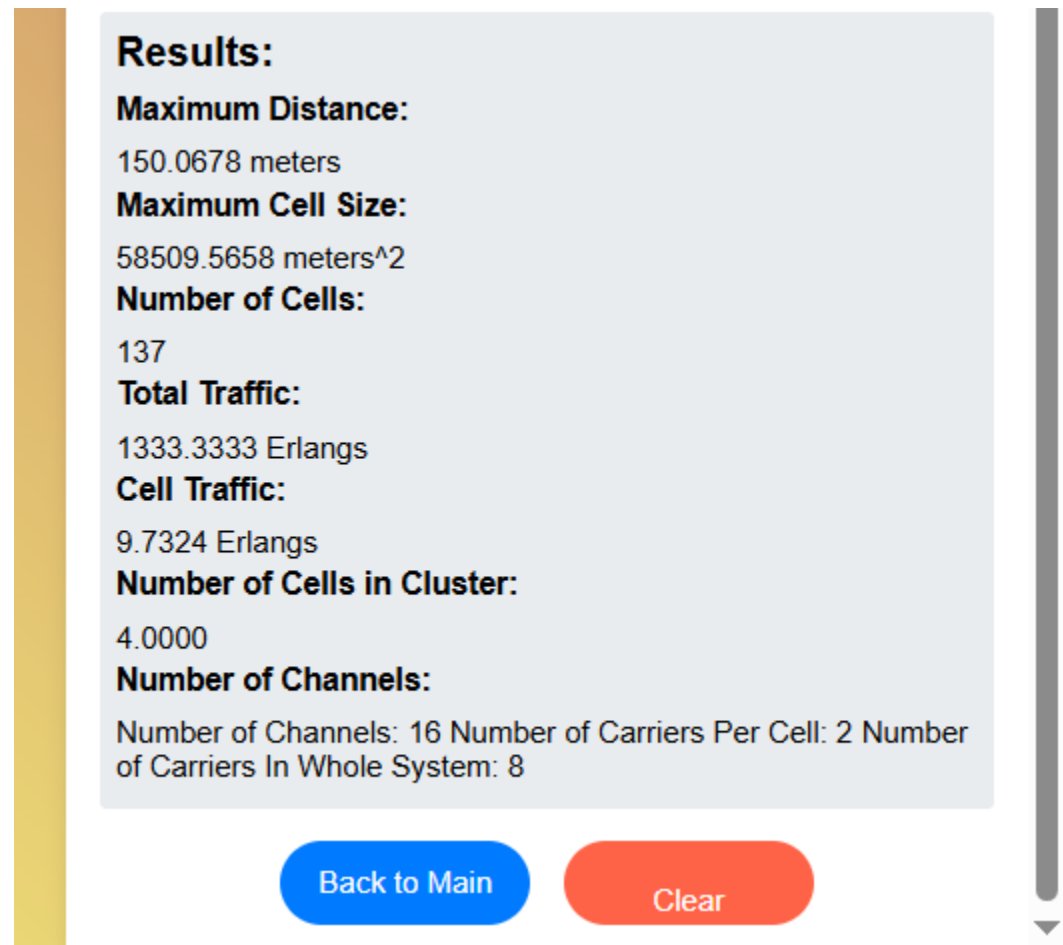 Results:
Maximum Distance:
150.0678 meters
Maximum Cell Size:
58509.5658 meters^2
Number of Cells:
137
Total Traffic:
1333.3333 Erlangs
Cell Traffic:
9.7324 Erlangs
Number of Cells in Cluster:
4.0000
Number of Channels:
Number of Channels: 16 Number of Carriers Per Cell: 2 Number
of Carriers In Whole System: 8
Back to Main
Clear